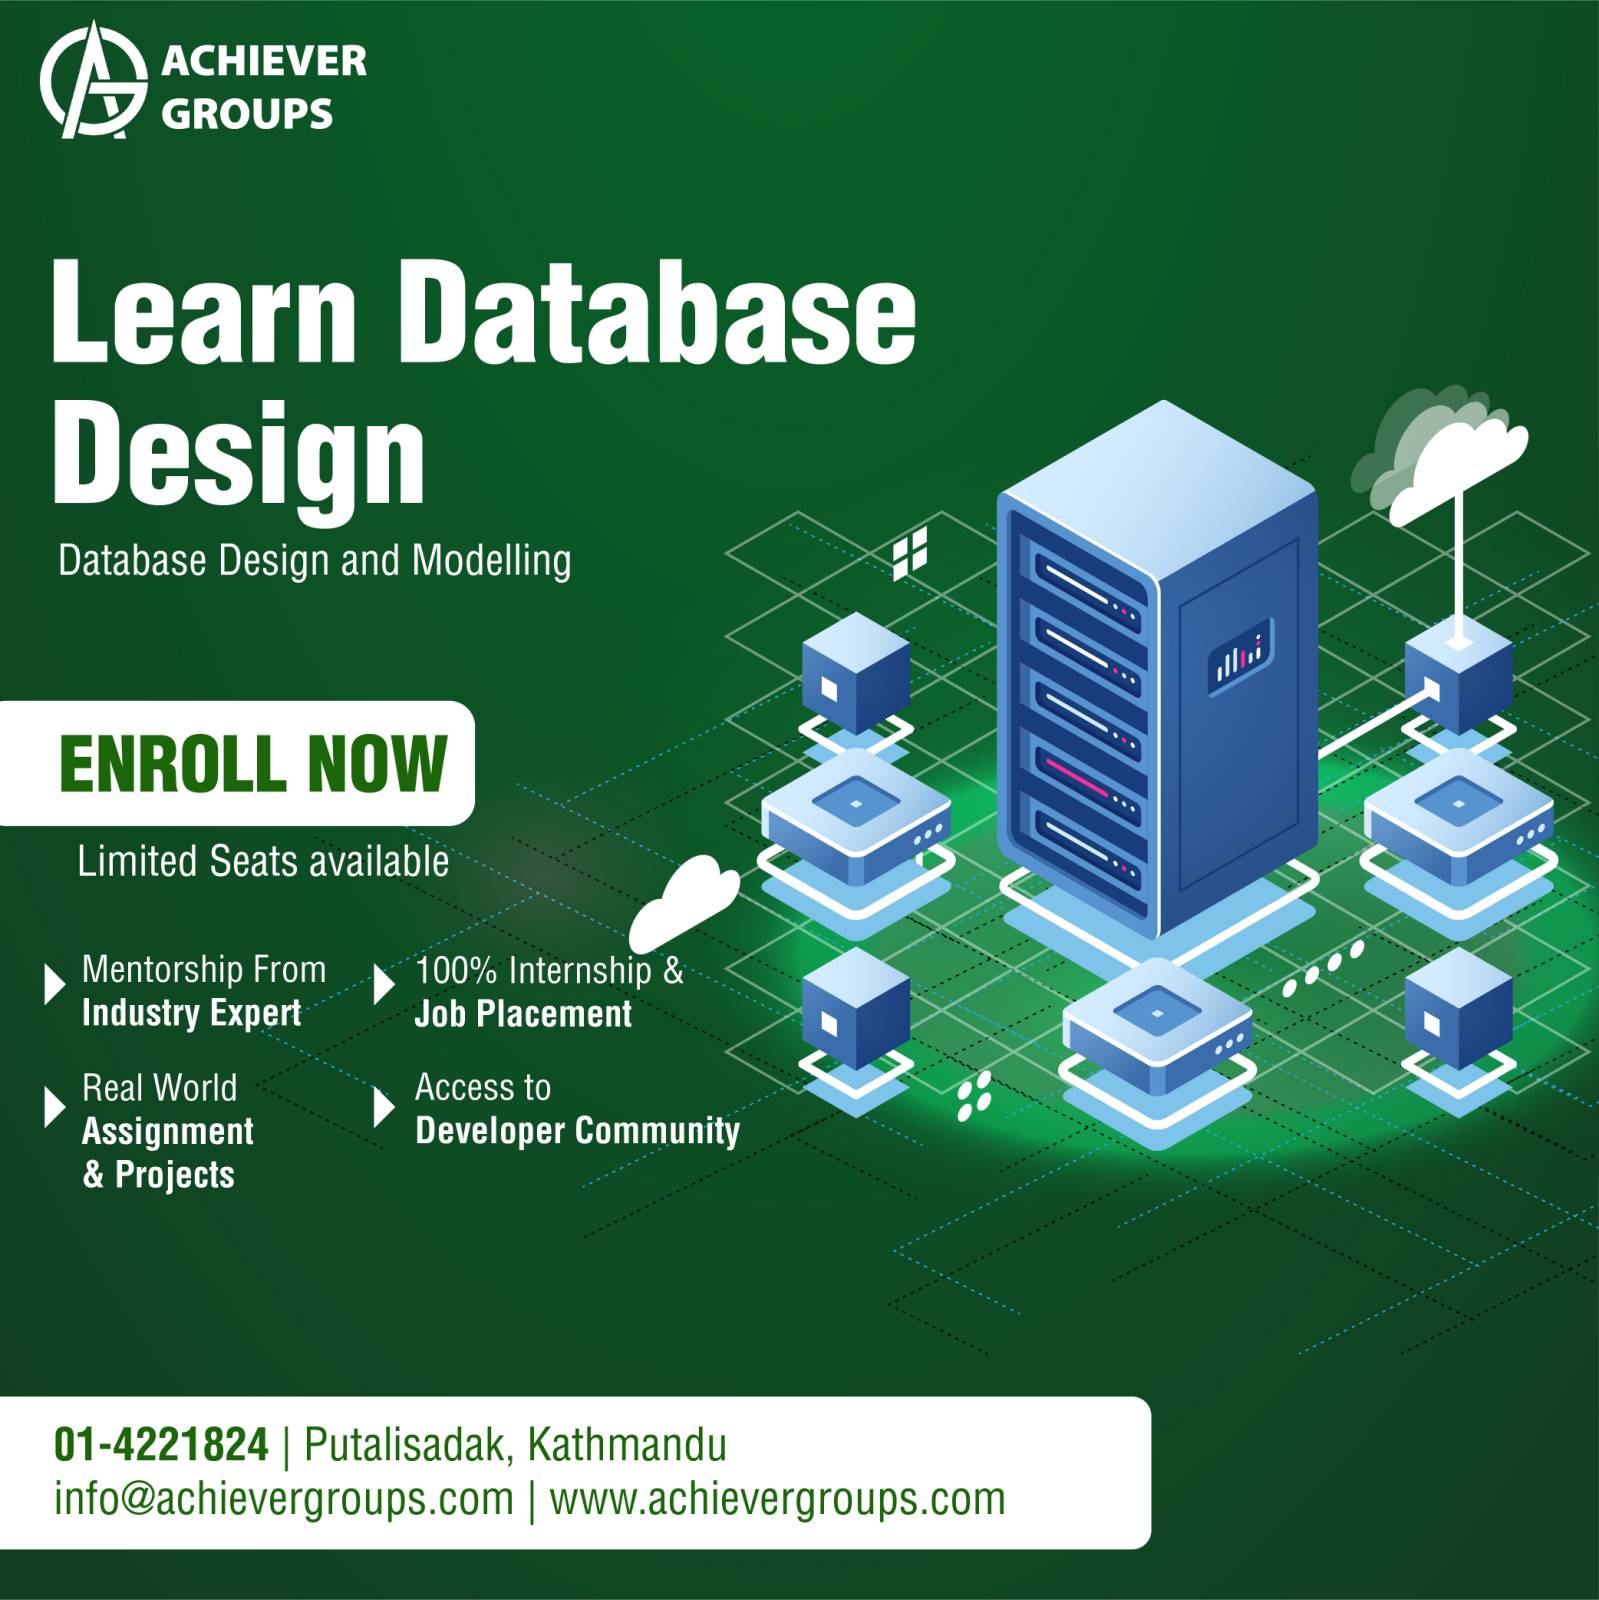 ACHIEVER
GROUPS
Learn Database
Design
Database Design and Modelling
ENROLL NOW
Limited Seats available
Mentorship From
Industry Expert
100% Internship &
Job Placement
Real World
Assignment
& Projects
Access to
Developer Community
01-4221824 | Putalisadak, Kathmandu
info@achievergroups.com | www.achievergroups.com